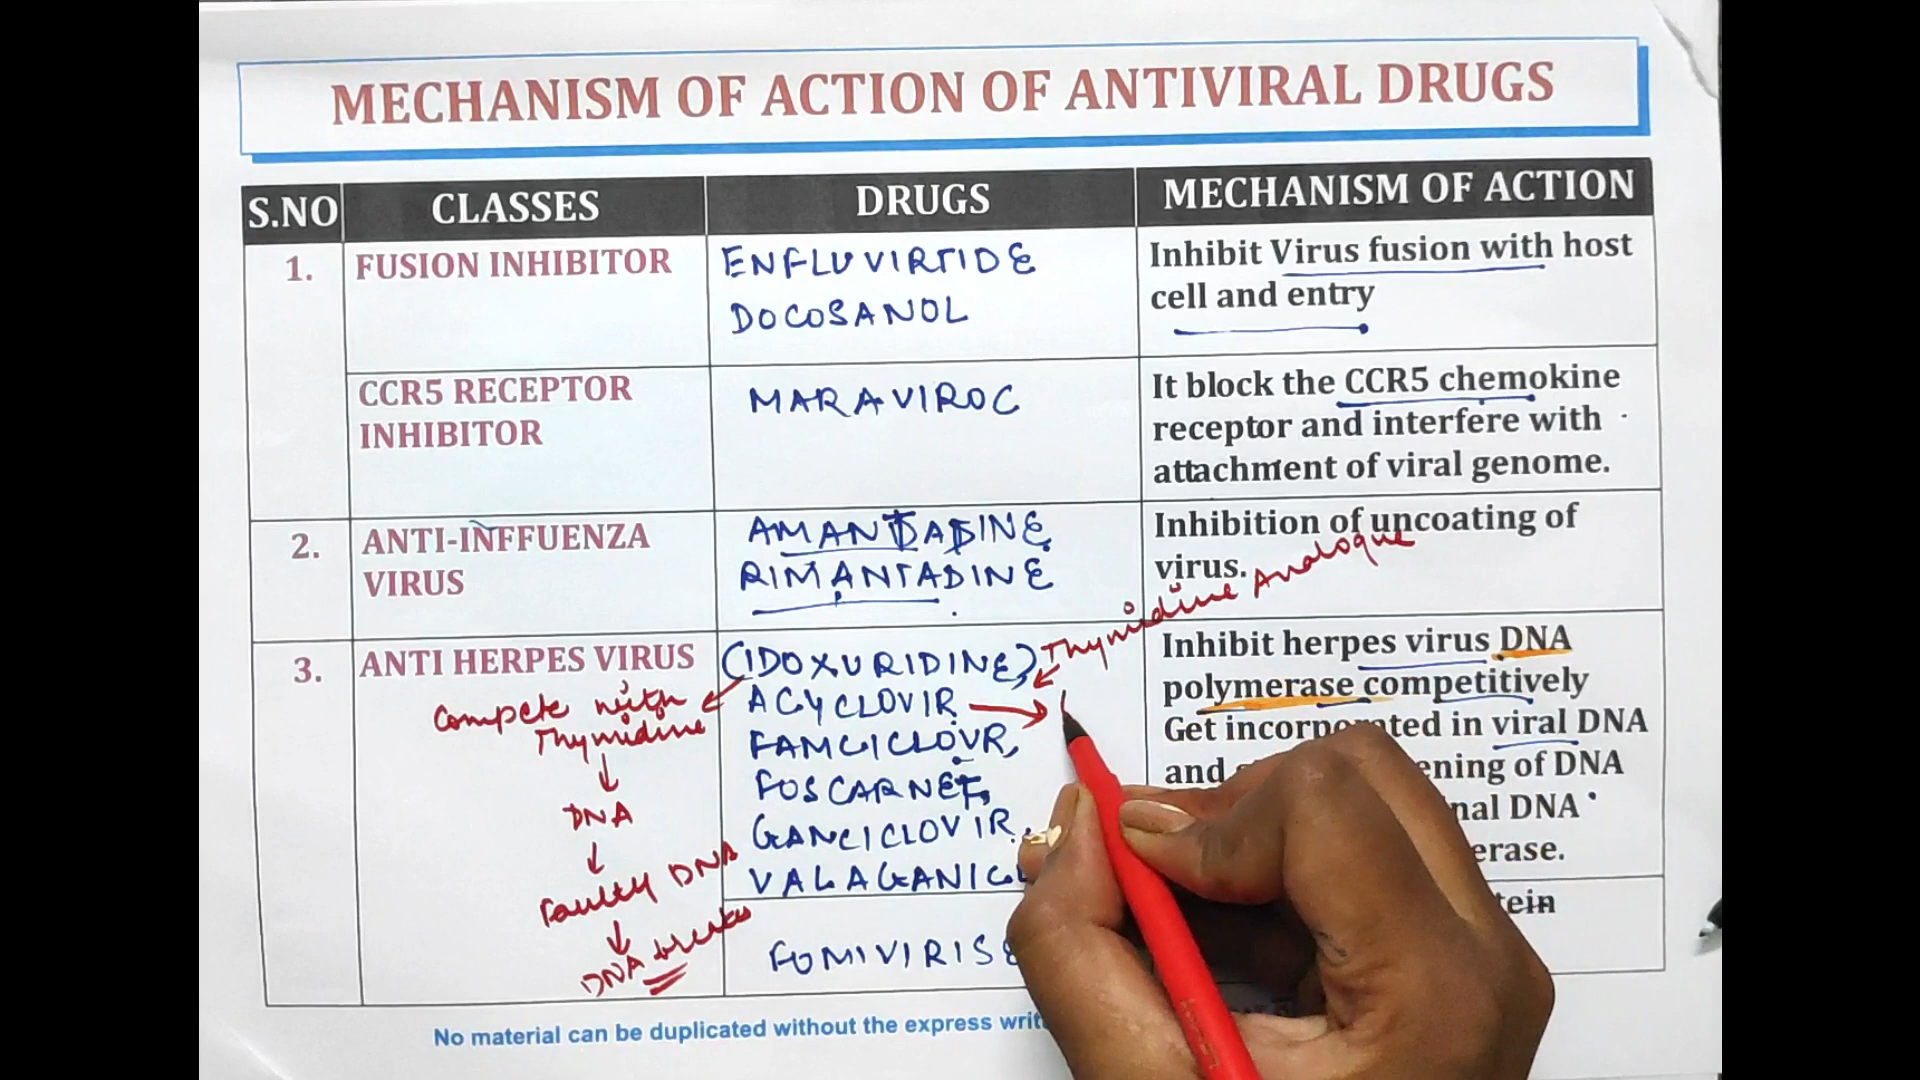 MECHANISM OF ACTION OF ANTIVIRAL DRUGS
S.NO CLASSES DRUGS MECHANISM OF ACTION
1. FUSION INHIBITOR
ENFLUVIRTIDE
DOCOSANOL
Inhibit Virus fusion with host
cell and entry
CCR5 RECEPTOR
INHIBITOR
MARAVIROC
It block the CCR5 chemokine
receptor and interfere with
attachment of viral genome.
2. ANTI-INFFUENZA
VIRUS
AMANTADINE,
RIMANTADINE
Inhibition of uncoating of
virus.
Thymidine Analogue
3. ANTI HERPES VIRUS
Compete with
Thymidine
DNA
Faulty DNA
DNA breaks
(IDOXURIDINE),
ACYCLOVIR
FAMCICLOVR,
FOSCARNET,
GANCICLOVIR,
VALAGANICL
FOMIVIRISE
Inhibit herpes virus DNA
polymerase competitively
Get incorporated in viral DNA
and ening of DNA
nal DNA
erase.
tein
No material can be duplicated without the express writ